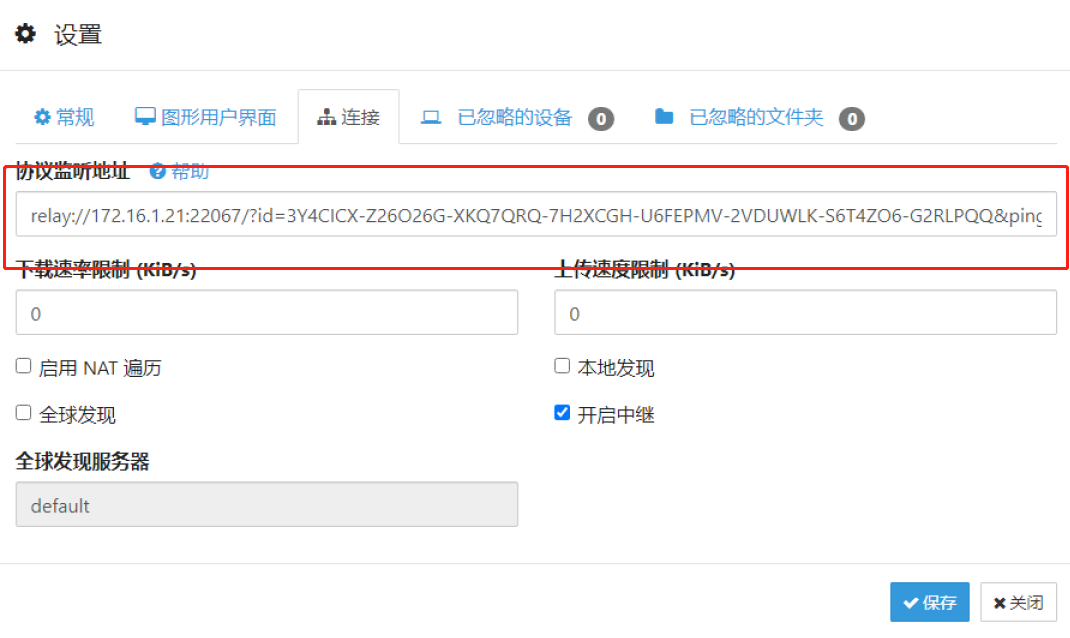 设置
常规 图形用户界面 连接 已忽略的设备 0 已忽略的文件夹 0
协议监听地址 帮助
relay://172.16.1.21:22067/?id=3Y4CICX-Z26O26G-XKQ7QRQ-7H2XCGH-U6FEPMV-2VDUWLK-S6T4ZO6-G2RLPQQ&ping
下载速率限制 (KiB/s) 上传速度限制 (KiB/s)
0 0
启用 NAT 遍历 本地发现
全球发现 开启中继
全球发现服务器
default
保存 关闭